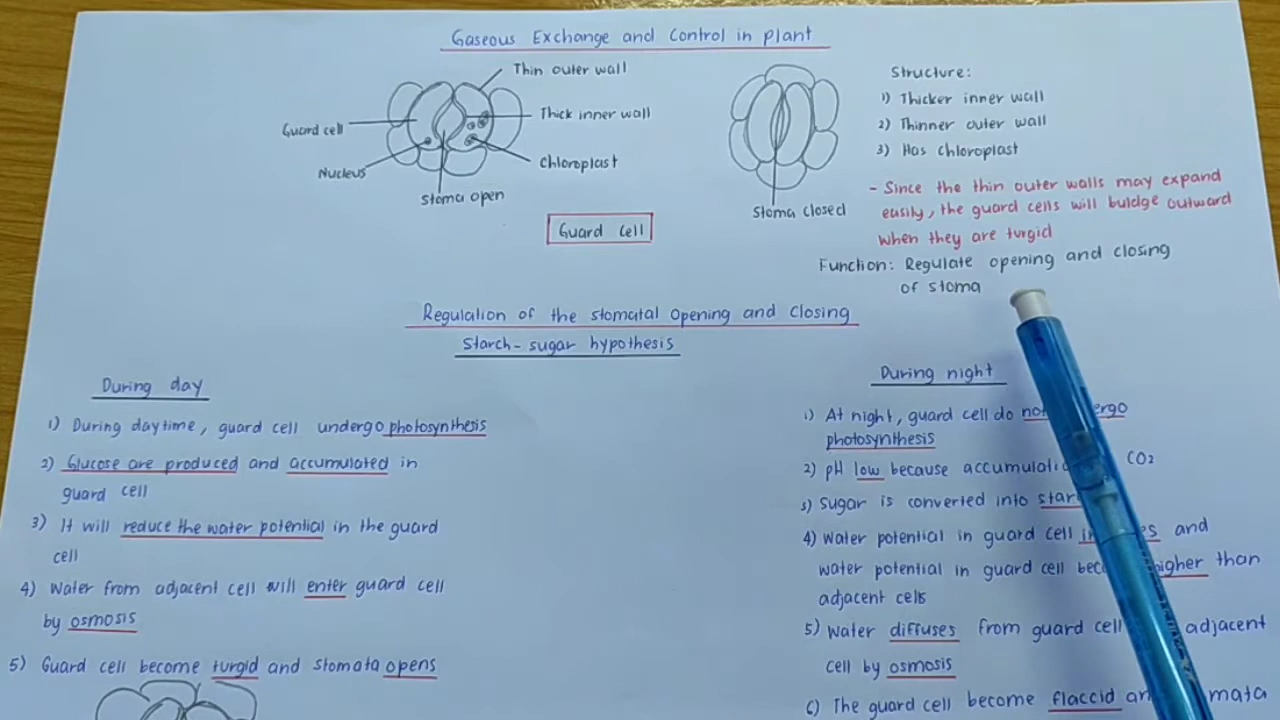 Gaseous Exchange and Control in plant
Thin outer wall
Thick inner wall
Guard cell
Chloroplast
Nucleus
Stoma open
Guard cell
Stoma closed
Structure:
1) Thicker inner wall
2) Thinner outer wall
3) Has chloroplast
- Since the thin outer walls may expand
easily, the guard cells will buldge outward
when they are turgid
Function: Regulate opening and closing
of stoma
Regulation of the stomatal Opening and Closing
Starch-sugar hypothesis
During day
1) During daytime, guard cell undergo photosynthesis
2) Glucose are produced and accumulated in
guard cell
3) It will reduce the water potential in the guard
cell
4) Water from adjacent cell will enter guard cell
by osmosis
5) Guard cell become turgid and stomata opens
During night
1) At night, guard cell do
photosynthesis
2) pH low because CO2
3) Sugar is converted into
4) Water potential in guard cell and
water potential in guard cell higher than
adjacent cells
5) Water diffuses from guard cell adjacent
cell by osmosis
6) The guard cell become flaccid